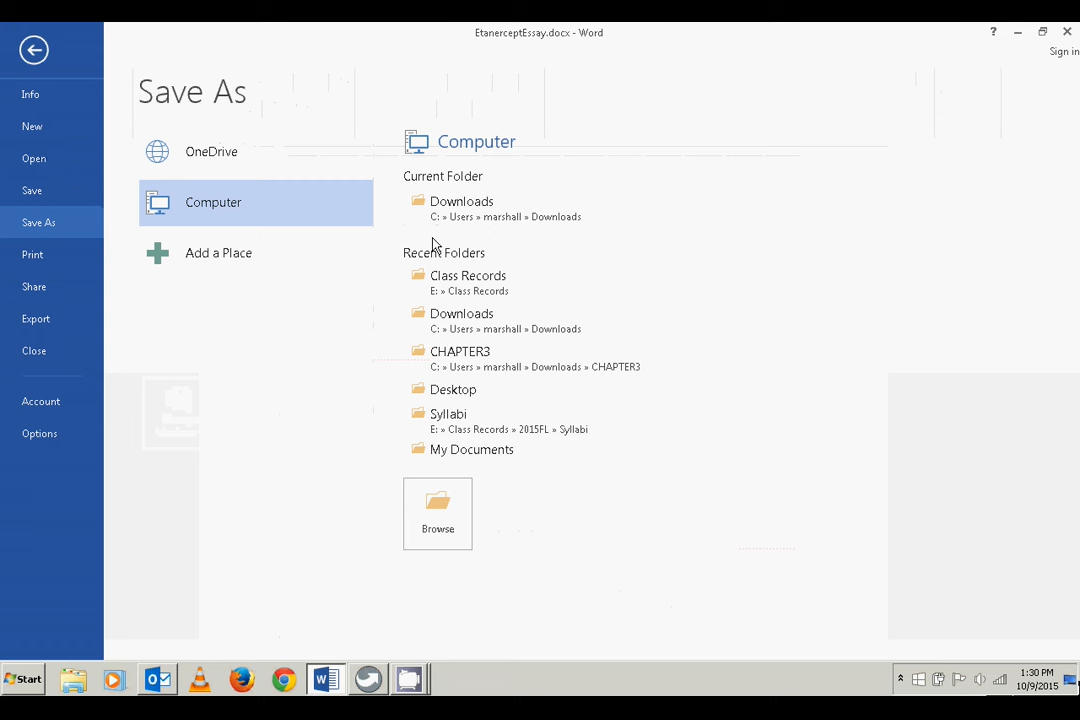 EtanerceptEssay.docx - Word
?
Sign in
Info
New
Open
Save
Save As
Print
Share
Export
Close
Account
Options
Save As
OneDrive
Computer
Add a Place
Computer
Current Folder
Downloads
C: » Users » marshall » Downloads
Recent Folders
Class Records
E: » Class Records
Downloads
C: » Users » marshall » Downloads
CHAPTER3
C: » Users » marshall » Downloads » CHAPTER3
Desktop
Syllabi
E: » Class Records » 2015FL » Syllabi
My Documents
Browse
Start
1:30 PM
10/9/2015